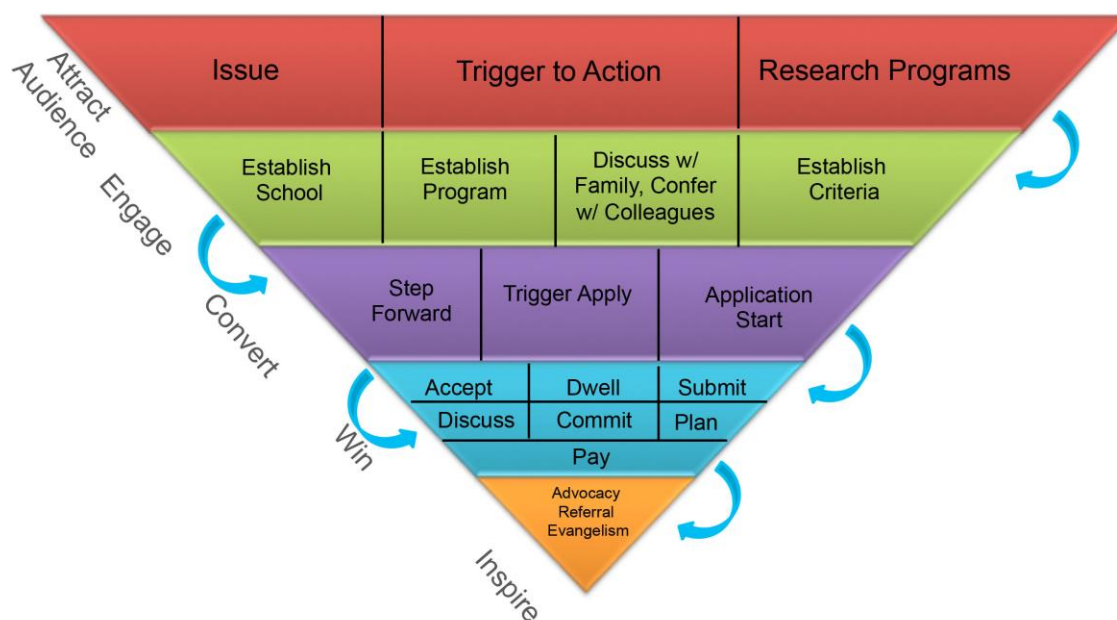 Attract
Audience
Issue
Trigger to Action
Research Programs
Engage
Establish
School
Establish
Program
Discuss w/
Family, Confer
w/ Colleagues
Establish
Criteria
Convert
Step
Forward
Trigger Apply
Application
Start
Win
Accept
Dwell
Submit
Discuss
Commit
Plan
Pay
Inspire
Advocacy
Referral
Evangelism